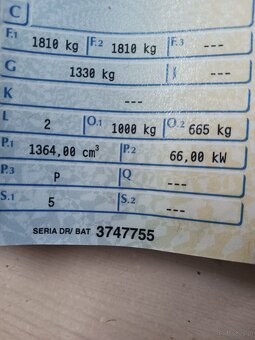 C
F.1 1810 kg F.2 1810 kg F.3 ---
G 1330 kg ---
K ---
L 2 O.1 1000 kg O.2 665 kg
P.1 1364,00 cm³ P.2 66,00 kW
P.3 P Q ---
S.1 5 S.2 ---
SERIA DR/ BAT 3747755